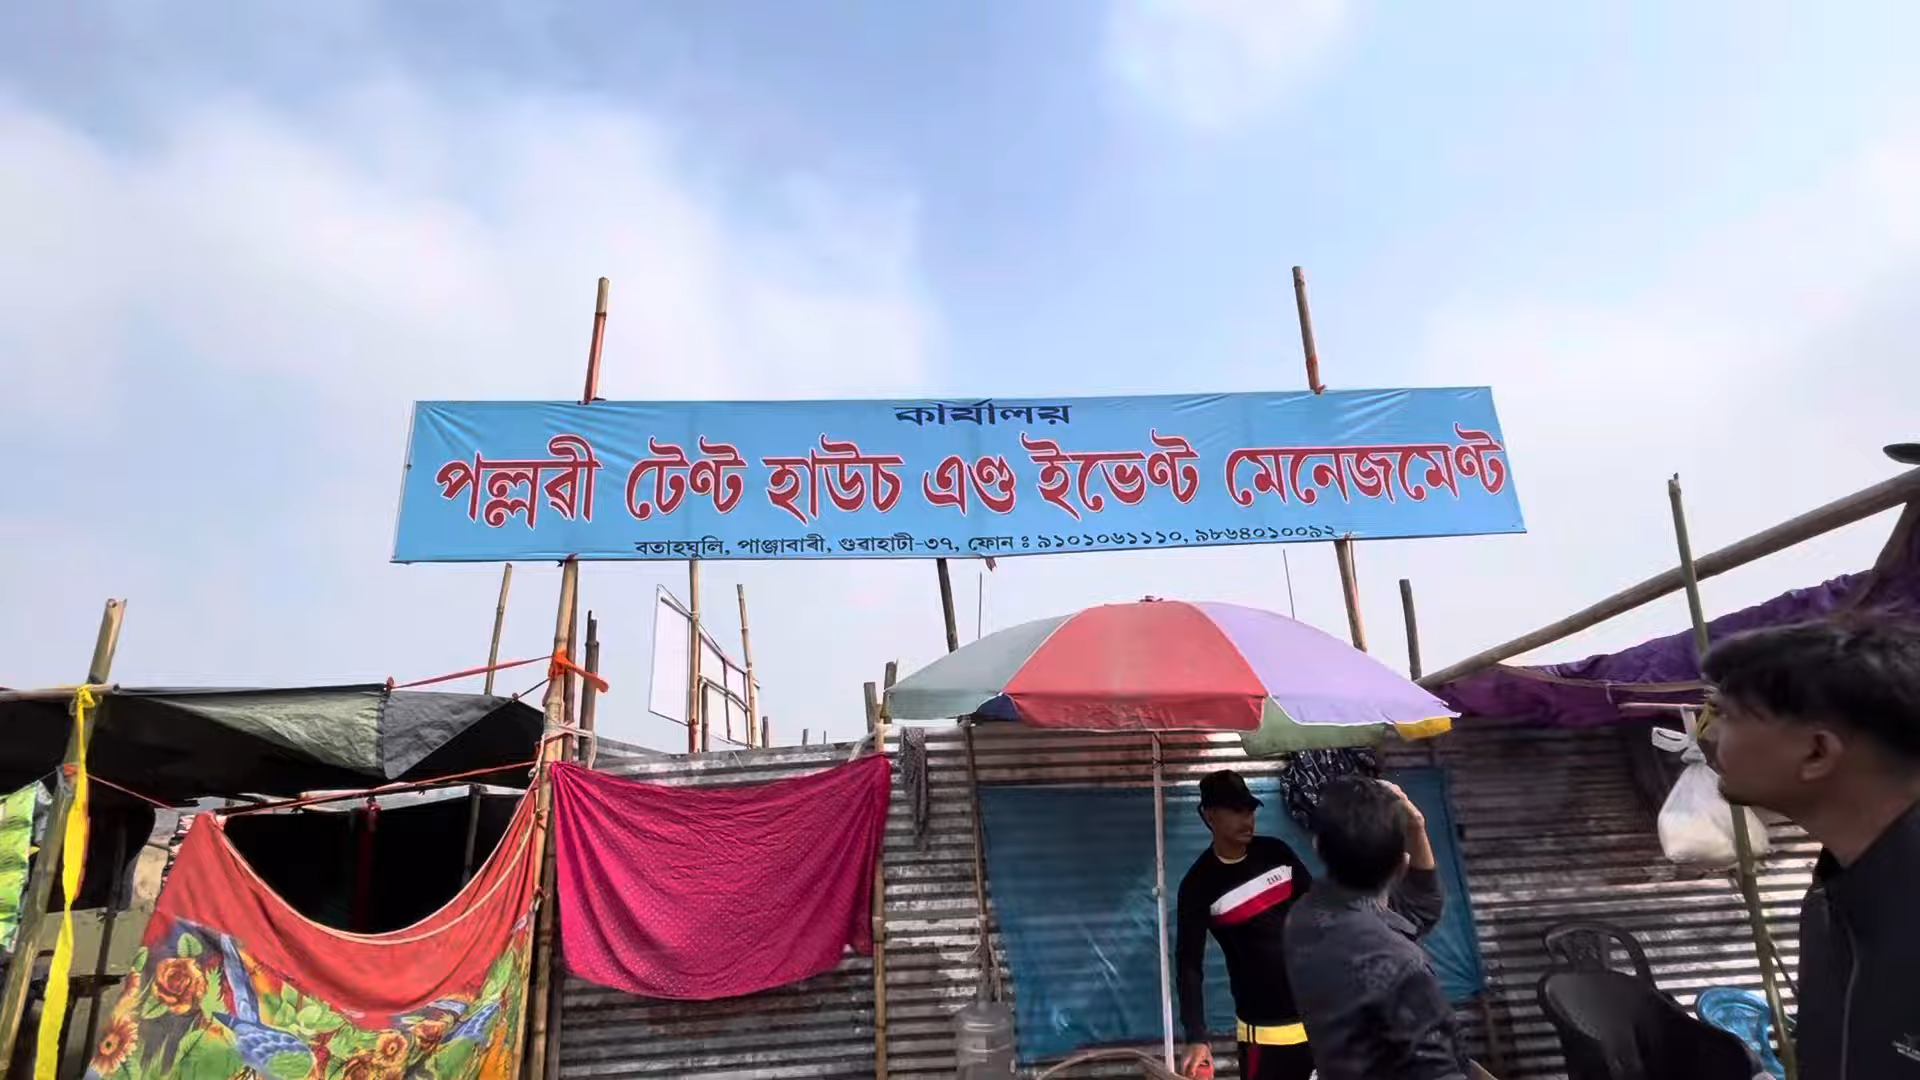 কাৰ্যালয়
পল্লৱী টেণ্ট হাউচ এণ্ড ইভেণ্ট মেনেজমেণ্ট
বতাহঘুলি, পাঞ্জাবাৰী, গুৱাহাটী-৩৭, ফোন ঃ ৯১০১০৬১১১০, ৯৮৬৪০১০০৯২